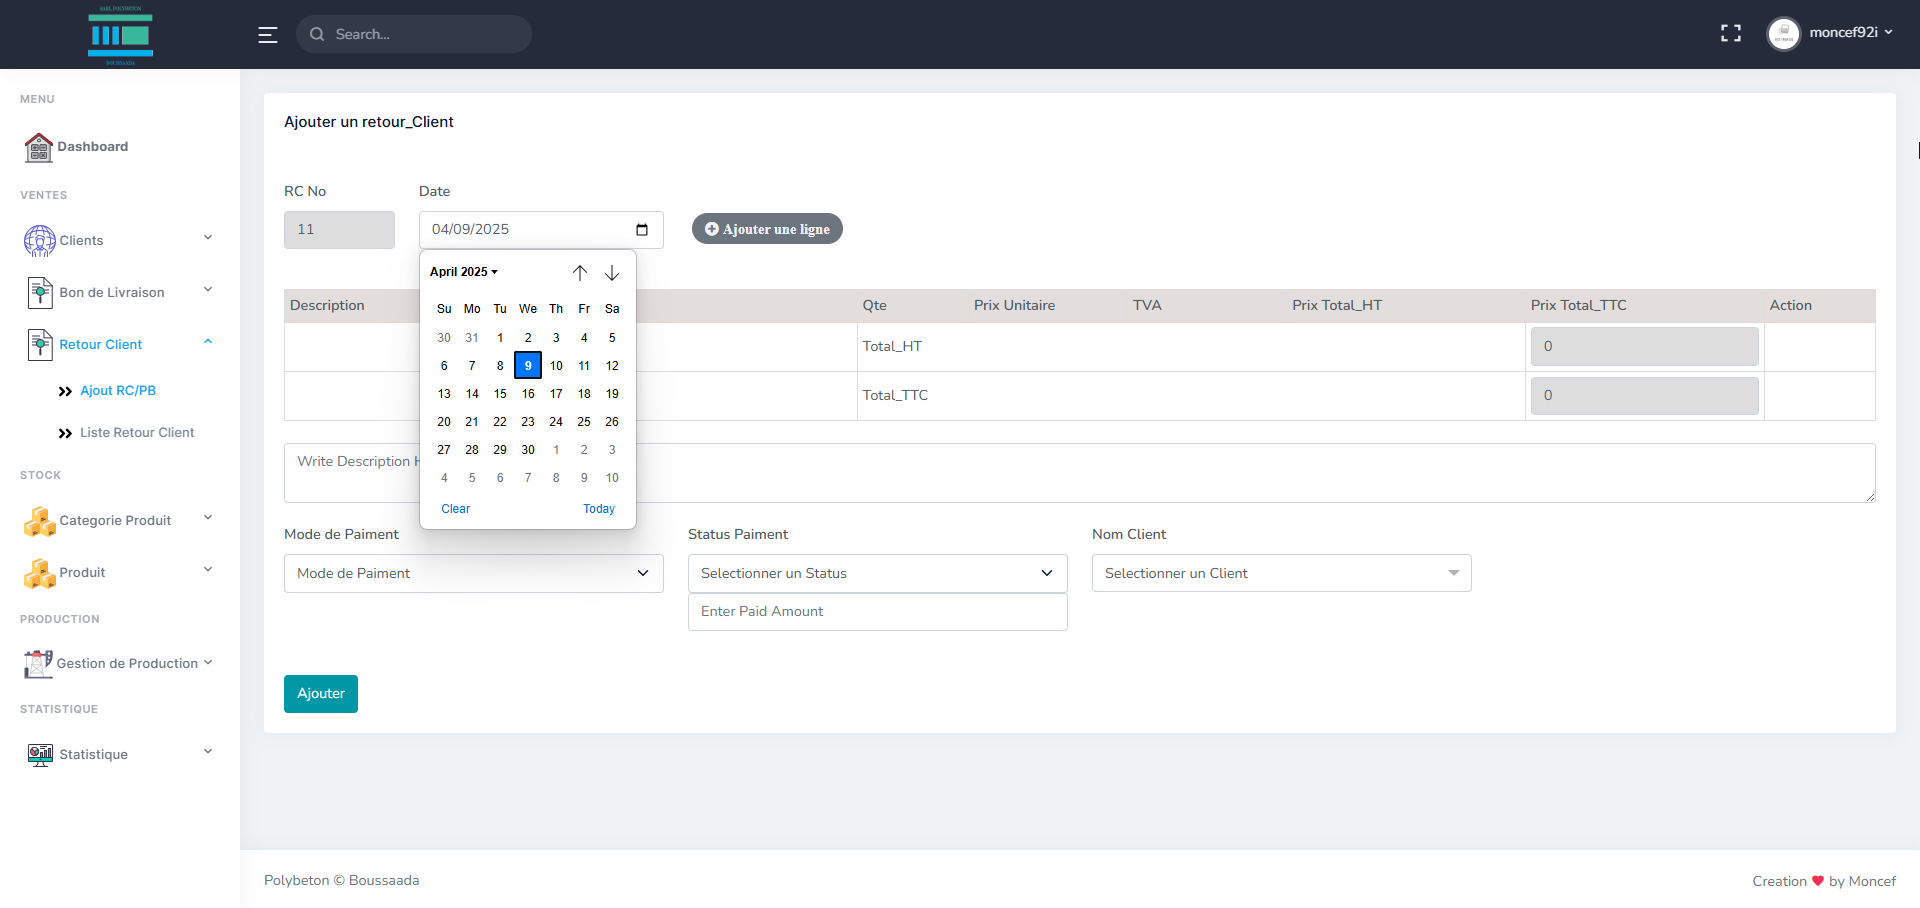 SARL POLYBETON
BOUSSAADA
Search...
moncef92i
MENU
Dashboard
VENTES
Clients
Bon de Livraison
Retour Client
Ajout RC/PB
Liste Retour Client
STOCK
Categorie Produit
Produit
PRODUCTION
Gestion de Production
STATISTIQUE
Statistique
Ajouter un retour_Client
RC No
Date
11
04/09/2025
Ajouter une ligne
April 2025
Su Mo Tu We Th Fr Sa
30 31 1 2 3 4 5
6 7 8 9 10 11 12
13 14 15 16 17 18 19
20 21 22 23 24 25 26
27 28 29 30 1 2 3
4 5 6 7 8 9 10
Clear Today
Description Qte Prix Unitaire TVA Prix Total_HT Prix Total_TTC Action
Total_HT 0
Total_TTC 0
Write Description
Mode de Paiment
Mode de Paiment
Status Paiment
Selectionner un Status
Enter Paid Amount
Nom Client
Selectionner un Client
Ajouter
Polybeton © Boussaada
Creation ❤ by Moncef